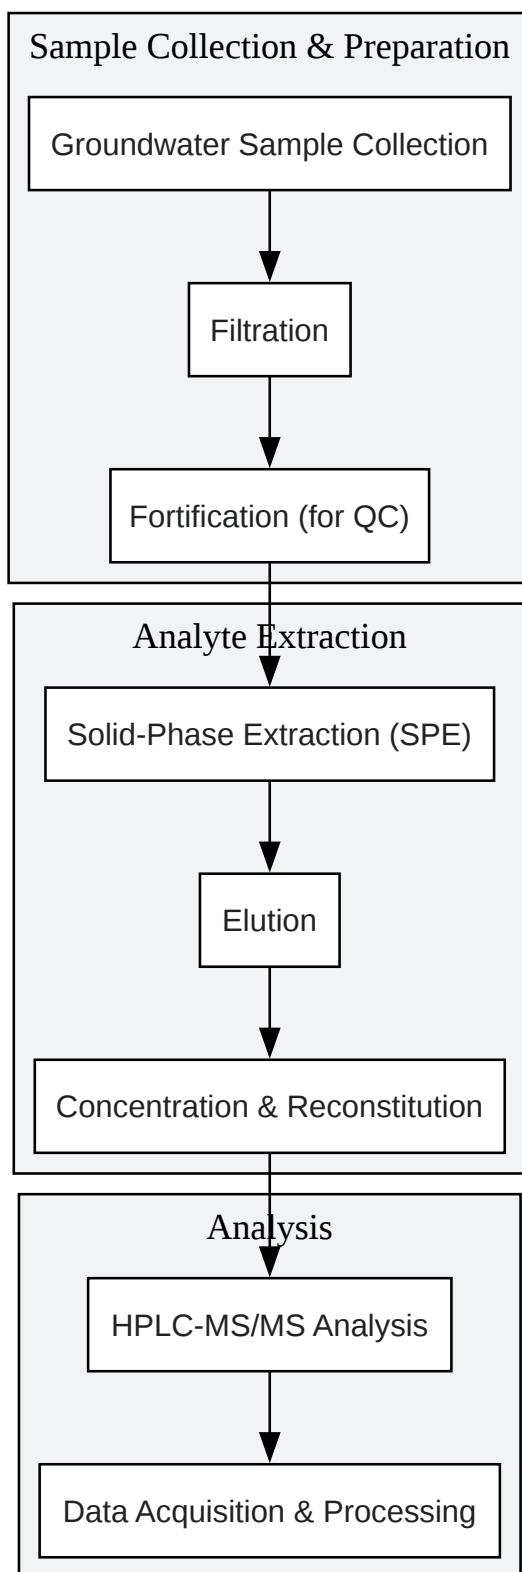 Sample Collection & Preparation
Groundwater Sample Collection
Filtration
Fortification (for QC)
Analyte Extraction
Solid-Phase Extraction (SPE)
Elution
Concentration & Reconstitution
Analysis
HPLC-MS/MS Analysis
Data Acquisition & Processing